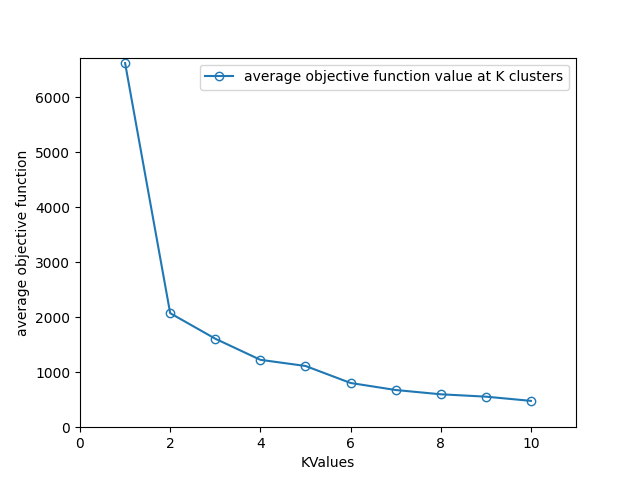 average objective function value at K clusters
average objective function
6000
5000
4000
3000
2000
1000
0
0 2 4 6 8 10
KValues